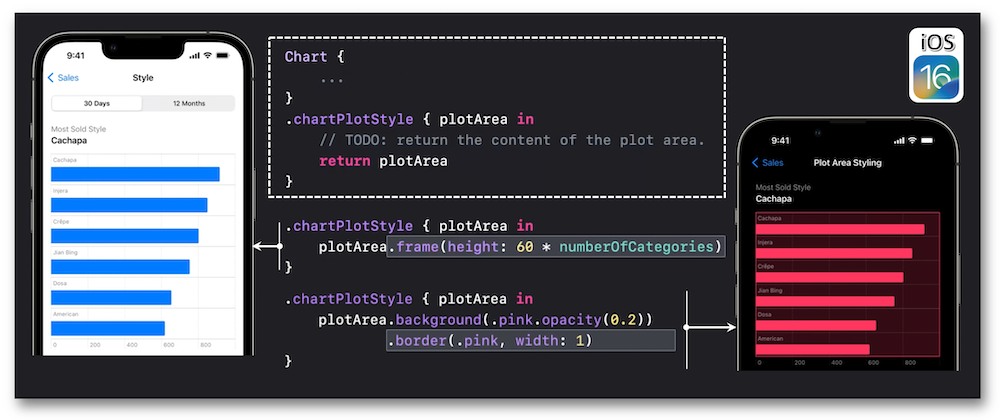 9:41
Sales
Style
30 Days
12 Months
Most Sold Style
Cachapa
Cachapa
Injera
Crêpe
Jian Bing
Dosa
American
0 200 400 600 800
Chart {
...
}
.chartPlotStyle { plotArea in
// TODO: return the content of the plot area.
return plotArea
}
.chartPlotStyle { plotArea in
plotArea.frame(height: 60 * numberOfCategories)
}
.chartPlotStyle { plotArea in
plotArea.background(.pink.opacity(0.2))
.border(.pink, width: 1)
}
iOS
16
9:41
Sales
Plot Area Styling
Most Sold Style
Cachapa
Cachapa
Injera
Crêpe
Jian Bing
Dosa
American
0 200 400 600 800